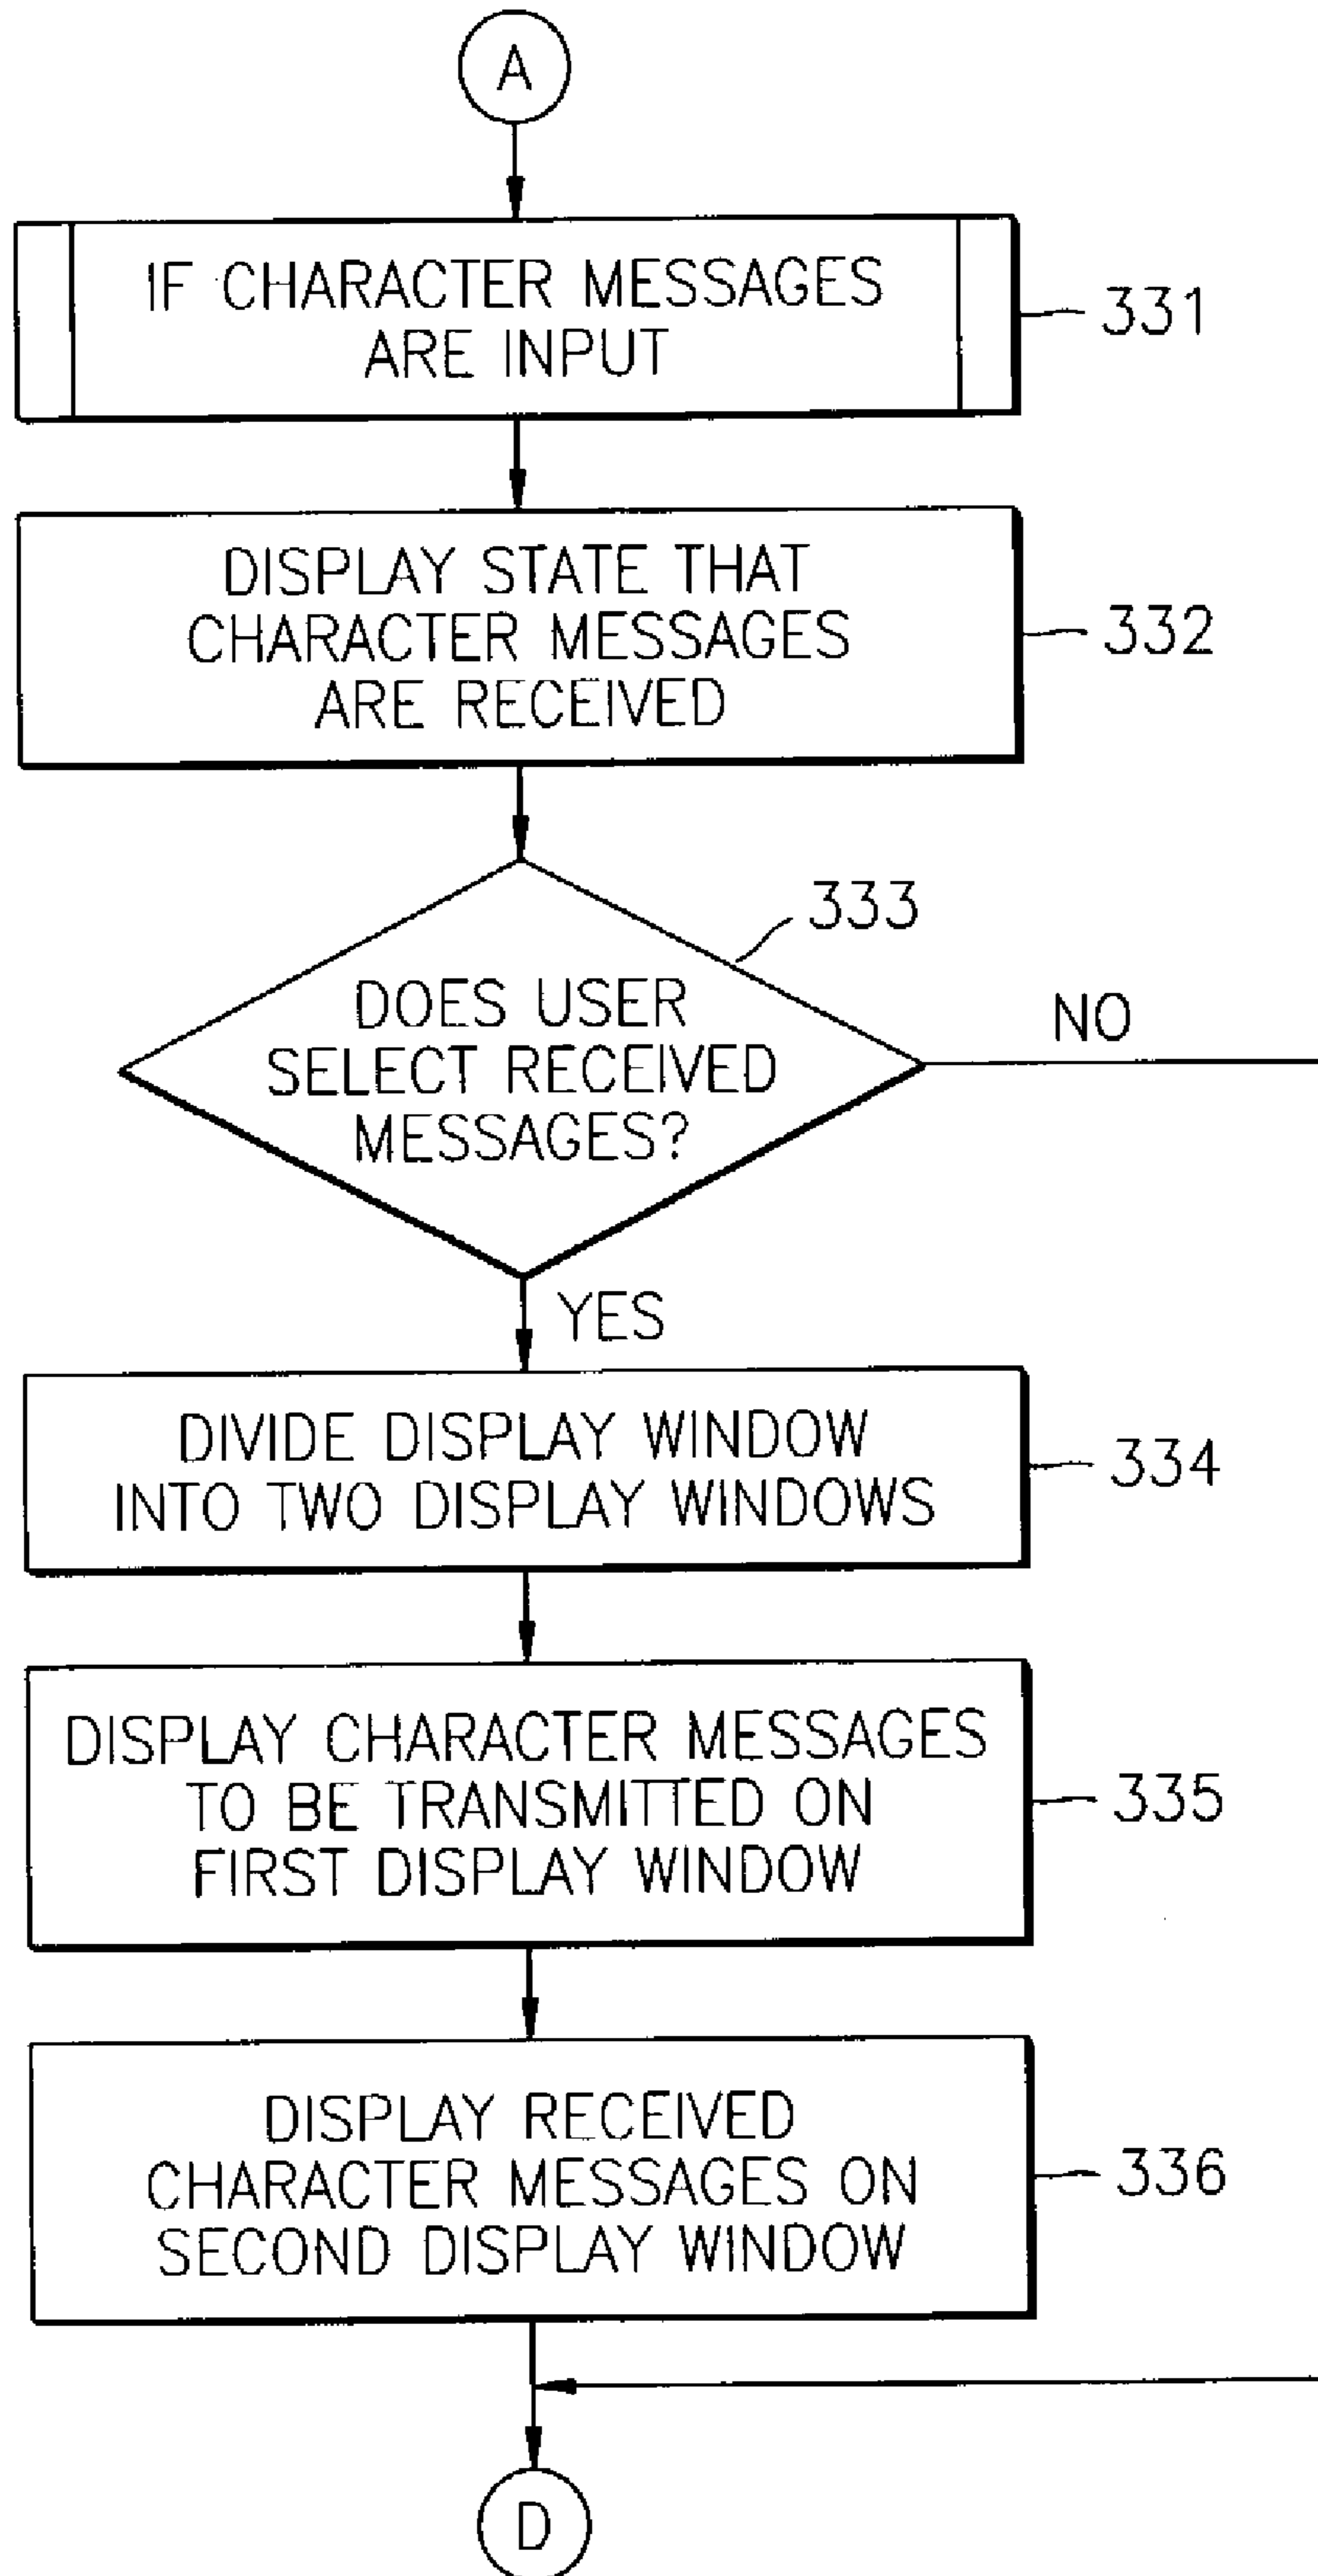 A
IF CHARACTER MESSAGES
ARE INPUT
331
DISPLAY STATE THAT
CHARACTER MESSAGES
ARE RECEIVED
332
333
DOES USER
SELECT RECEIVED
MESSAGES?
NO
YES
DIVIDE DISPLAY WINDOW
INTO TWO DISPLAY WINDOWS
334
DISPLAY CHARACTER MESSAGES
TO BE TRANSMITTED ON
FIRST DISPLAY WINDOW
335
DISPLAY RECEIVED
CHARACTER MESSAGES ON
SECOND DISPLAY WINDOW
336
D